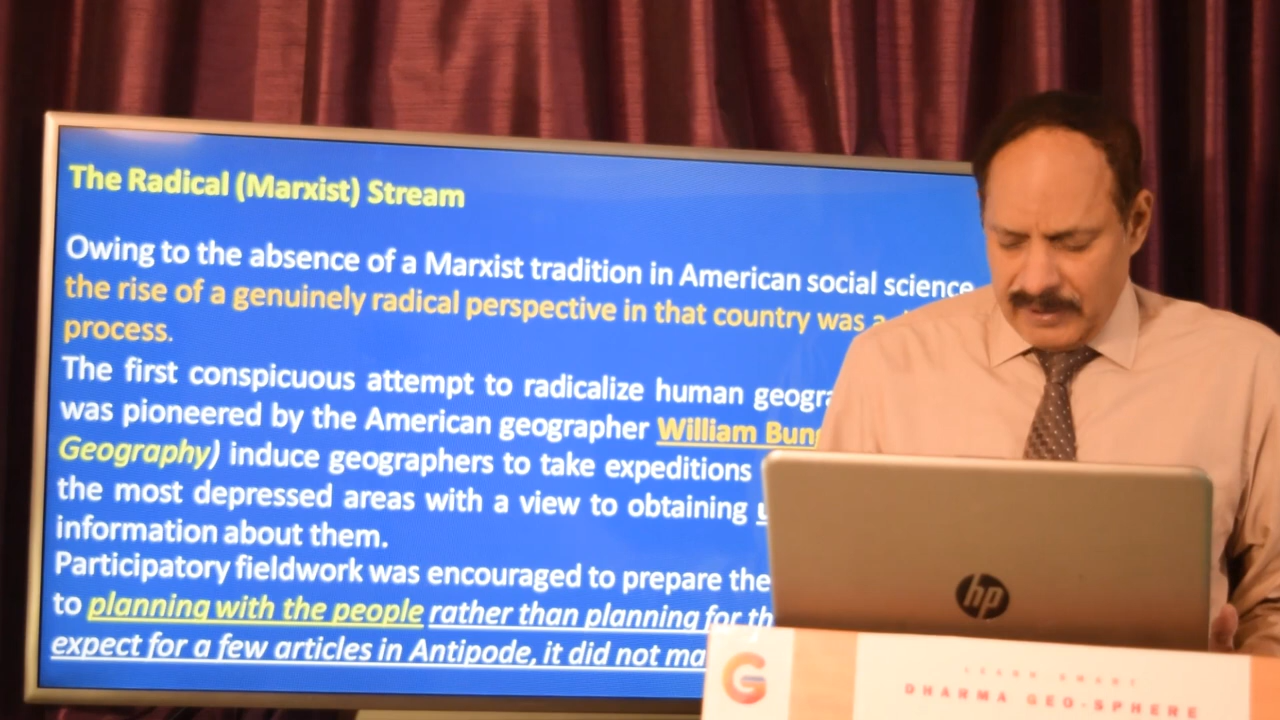 The Radical (Marxist) Stream
Owing to the absence of a Marxist tradition in American social science
the rise of a genuinely radical perspective in that country was a
process.
The first conspicuous attempt to radicalize human
was pioneered by the American geographer William
Geography) induce geographers to take expeditions
the most depressed areas with a view to obtaining
information about them.
Participatory fieldwork was encouraged to prepare the
to planning with the people rather than planning for
expect for a few articles in Antipode, it did not
hp
G
LEARN SMART
DHARMA GEO-SPHERE